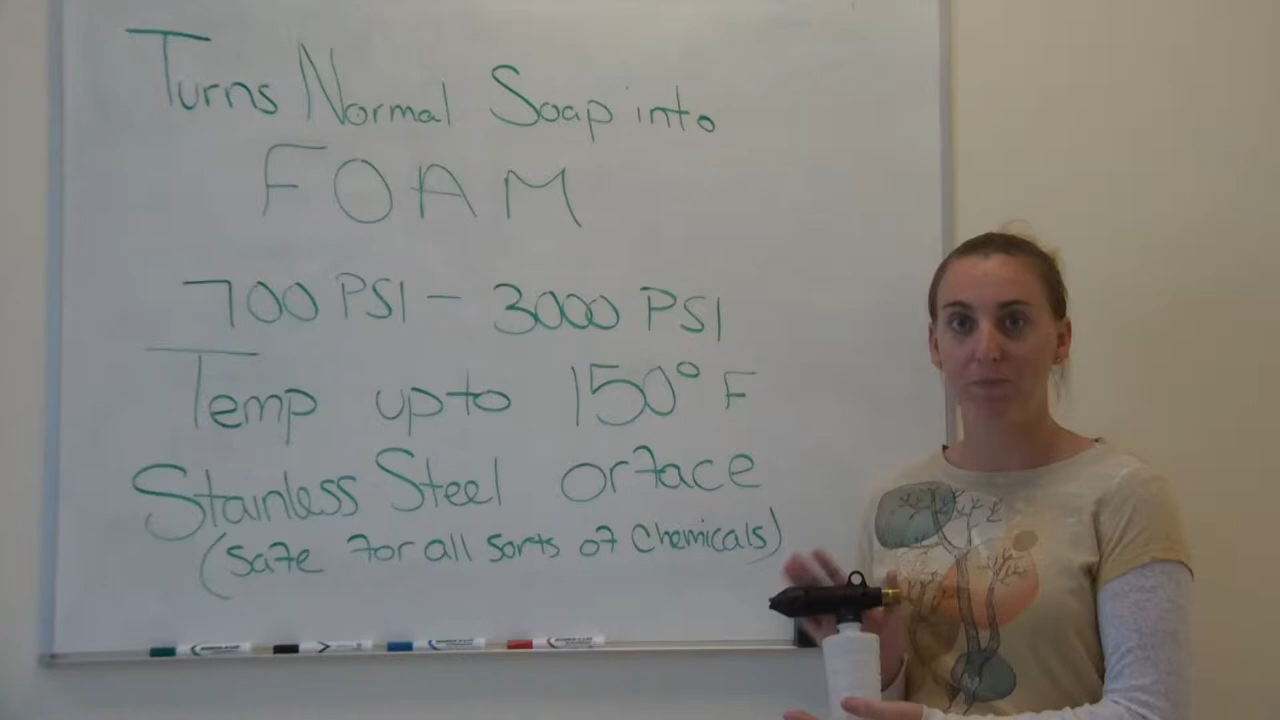 Turns Normal Soap into
FOAM
700 PSI - 3000 PSI
Temp up to 150° F
Stainless Steel orface
(safe for all sorts of Chemicals)